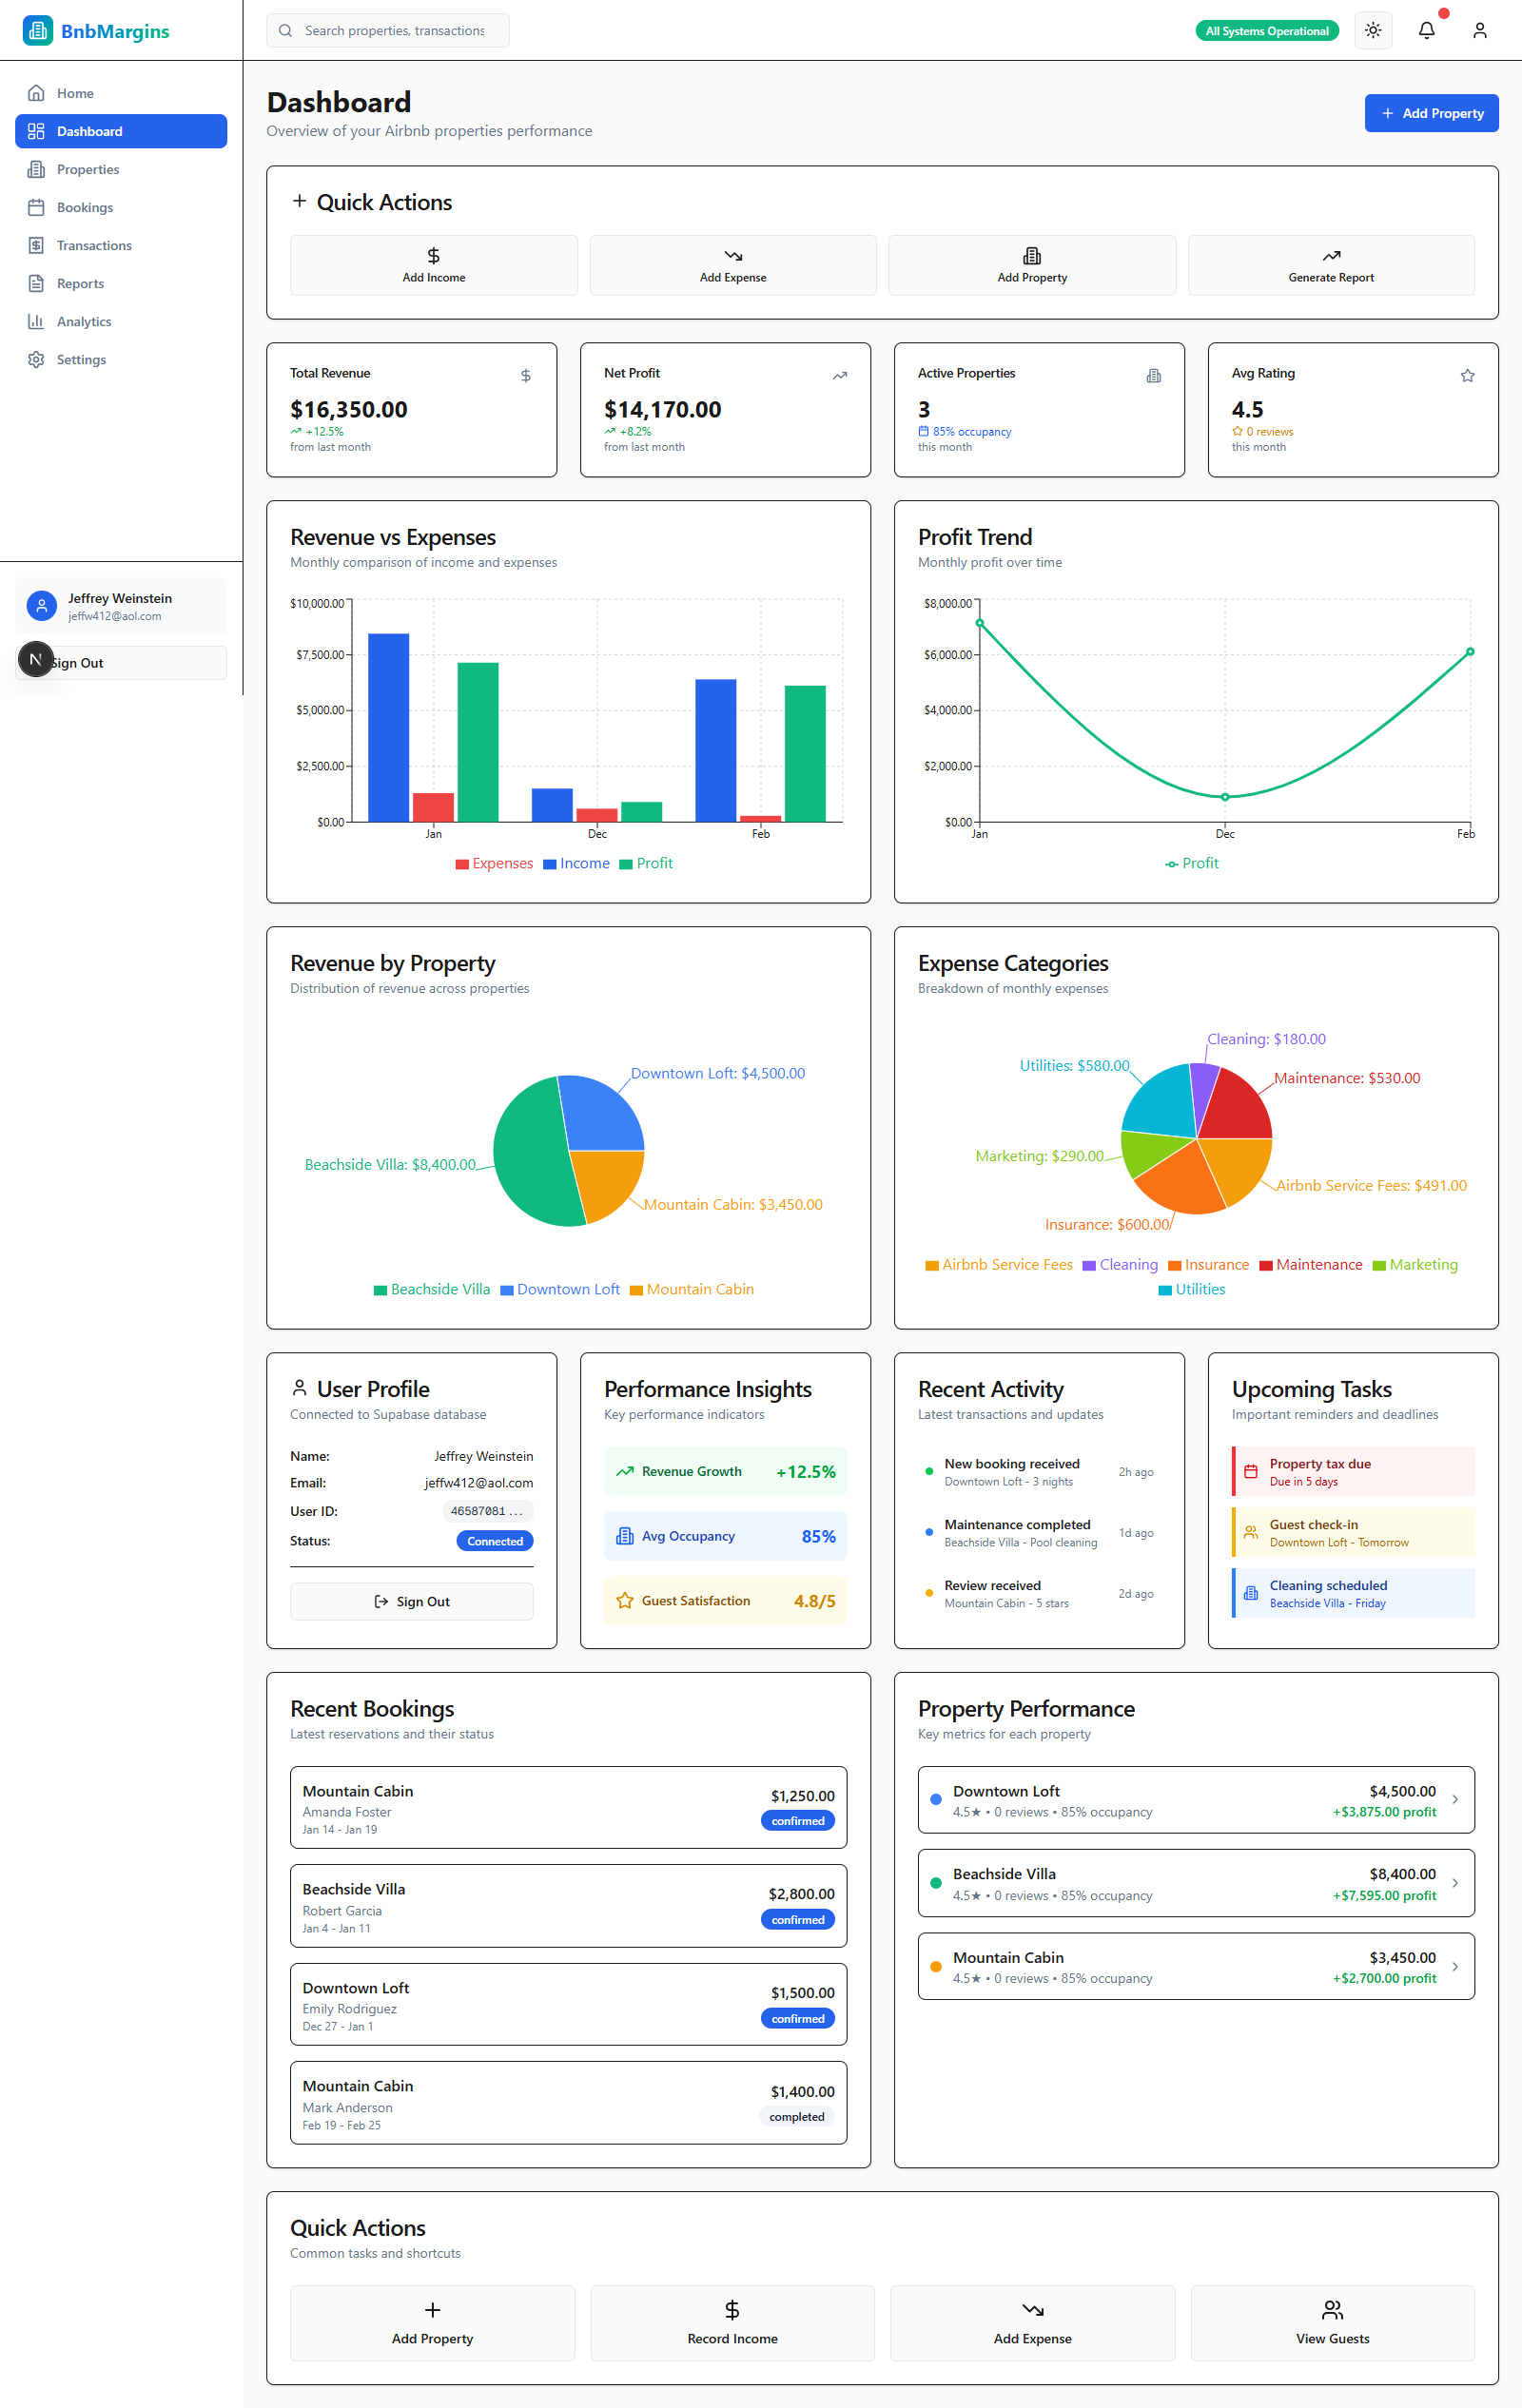 BnbMargins
Search properties, transactions
All Systems Operational
Home
Dashboard
Properties
Bookings
Transactions
Reports
Analytics
Settings
Jeffrey Weinstein
jeffw412@aol.com
N
Sign Out
Dashboard
Overview of your Airbnb properties performance
Add Property
Quick Actions
Add Income
Add Expense
Add Property
Generate Report
Total Revenue
$16,350.00
+12.5%
from last month
Net Profit
$14,170.00
+8.2%
from last month
Active Properties
3
85% occupancy
this month
Avg Rating
4.5
0 reviews
this month
Revenue vs Expenses
Monthly comparison of income and expenses
$10,000.00
$7,500.00
$5,000.00
$2,500.00
$0.00
Jan
Dec
Feb
Expenses
Income
Profit
Profit Trend
Monthly profit over time
$8,000.00
$6,000.00
$4,000.00
$2,000.00
$0.00
Jan
Dec
Feb
Profit
Revenue by Property
Distribution of revenue across properties
Downtown Loft: $4,500.00
Beachside Villa: $8,400.00
Mountain Cabin: $3,450.00
Beachside Villa
Downtown Loft
Mountain Cabin
Expense Categories
Breakdown of monthly expenses
Cleaning: $180.00
Utilities: $580.00
Maintenance: $530.00
Marketing: $290.00
Airbnb Service Fees: $491.00
Insurance: $600.00
Airbnb Service Fees
Cleaning
Insurance
Maintenance
Marketing
Utilities
User Profile
Connected to Supabase database
Name: Jeffrey Weinstein
Email: jeffw412@aol.com
User ID: 46587081...
Status: Connected
Sign Out
Performance Insights
Key performance indicators
Revenue Growth +12.5%
Avg Occupancy 85%
Guest Satisfaction 4.8/5
Recent Activity
Latest transactions and updates
New booking received
Downtown Loft - 3 nights
2h ago
Maintenance completed
Beachside Villa - Pool cleaning
1d ago
Review received
Mountain Cabin - 5 stars
2d ago
Upcoming Tasks
Important reminders and deadlines
Property tax due
Due in 5 days
Guest check-in
Downtown Loft - Tomorrow
Cleaning scheduled
Beachside Villa - Friday
Recent Bookings
Latest reservations and their status
Mountain Cabin
Amanda Foster
Jan 14 - Jan 19
$1,250.00
confirmed
Beachside Villa
Robert Garcia
Jan 4 - Jan 11
$2,800.00
confirmed
Downtown Loft
Emily Rodriguez
Dec 27 - Jan 1
$1,500.00
confirmed
Mountain Cabin
Mark Anderson
Feb 19 - Feb 25
$1,400.00
completed
Property Performance
Key metrics for each property
Downtown Loft
4.5★ • 0 reviews • 85% occupancy
$4,500.00
+$3,875.00 profit
Beachside Villa
4.5★ • 0 reviews • 85% occupancy
$8,400.00
+$7,595.00 profit
Mountain Cabin
4.5★ • 0 reviews • 85% occupancy
$3,450.00
+$2,700.00 profit
Quick Actions
Common tasks and shortcuts
Add Property
Record Income
Add Expense
View Guests